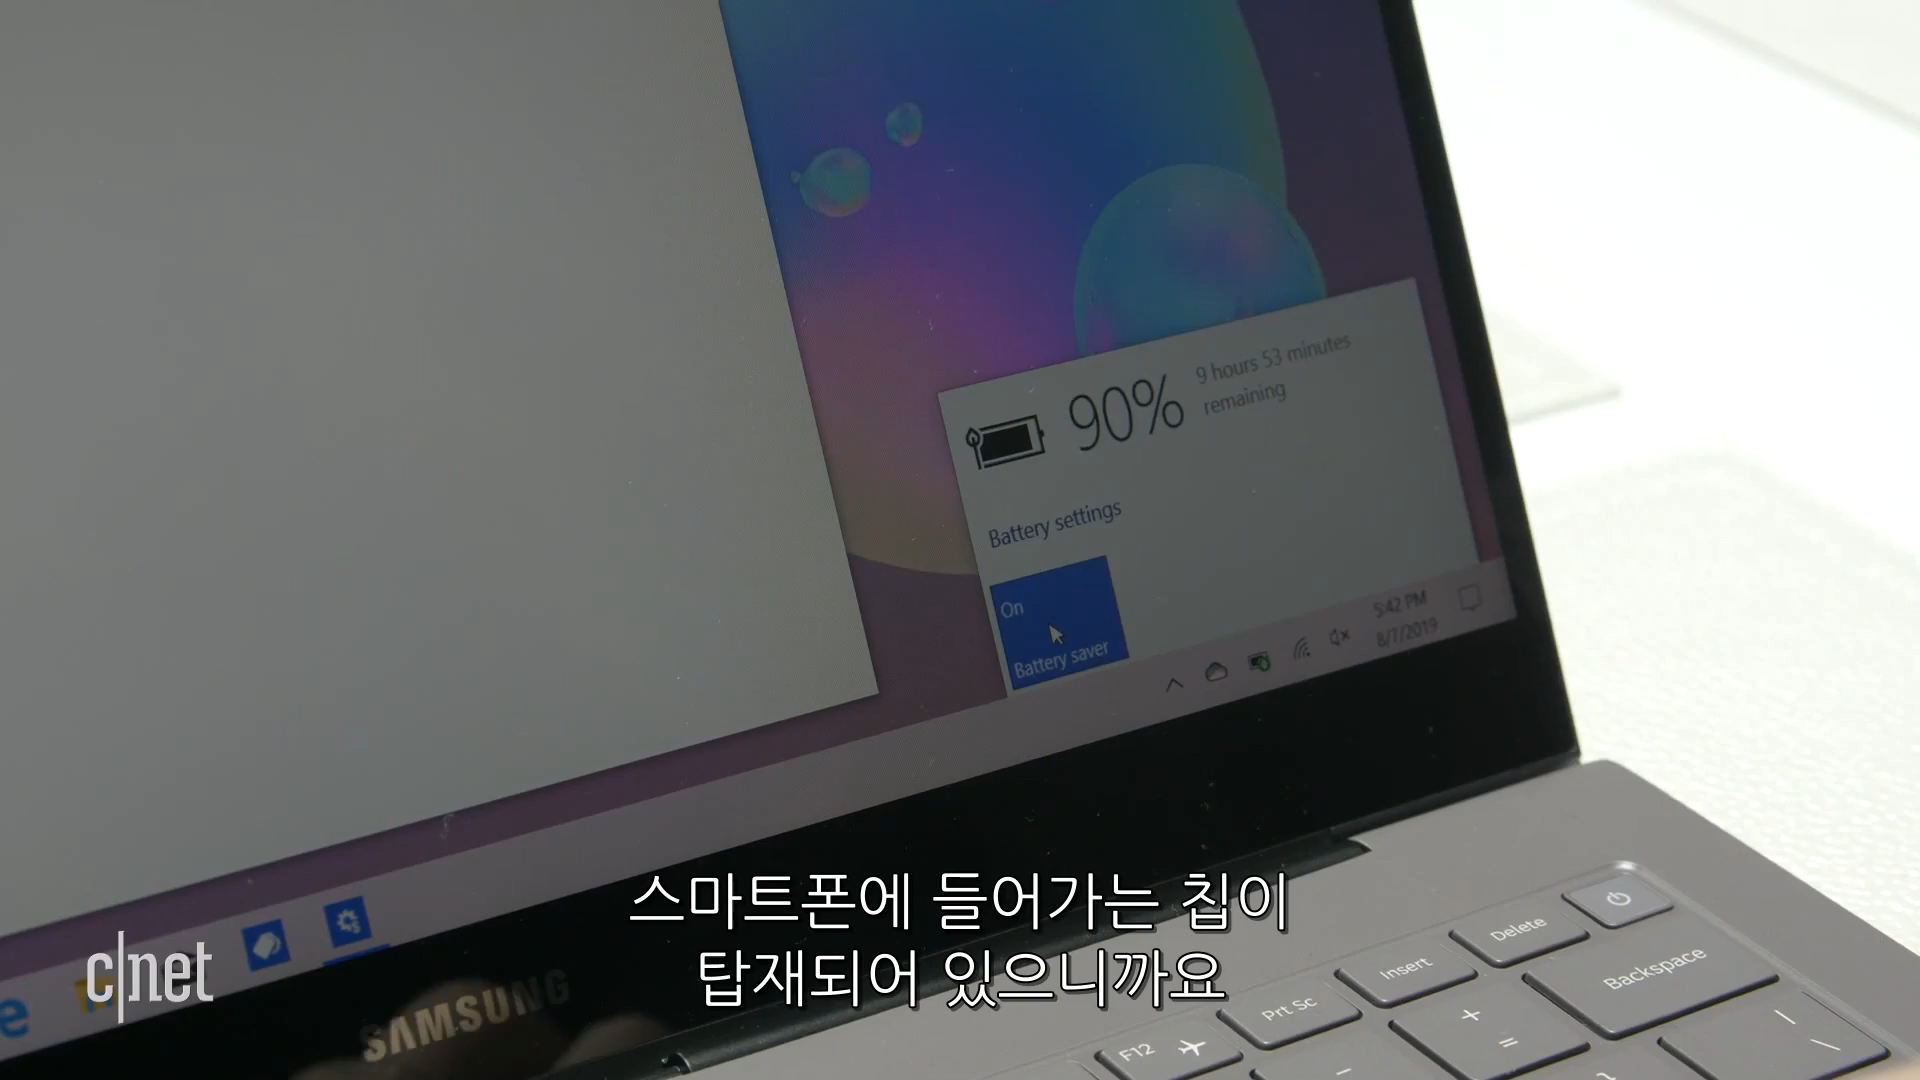 90%
9 hours 53 minutes
remaining
Battery settings
On
Battery saver
5:42 PM
8/7/2019
스마트폰에 들어가는 칩이
탑재되어 있으니까요
c|net
SAMSUNG
Delete
Insert
Backspace
Prt Sc
F12
+
=